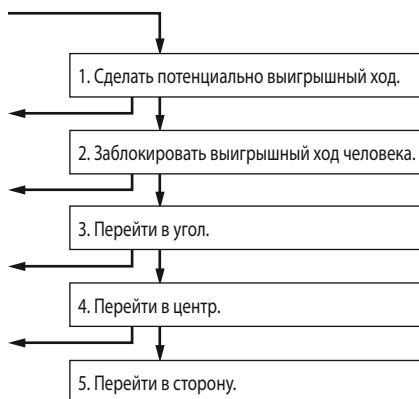 1. Сделать потенциально выигрышный ход.
2. Заблокировать выигрышный ход человека.
3. Перейти в угол.
4. Перейти в центр.
5. Перейти в сторону.